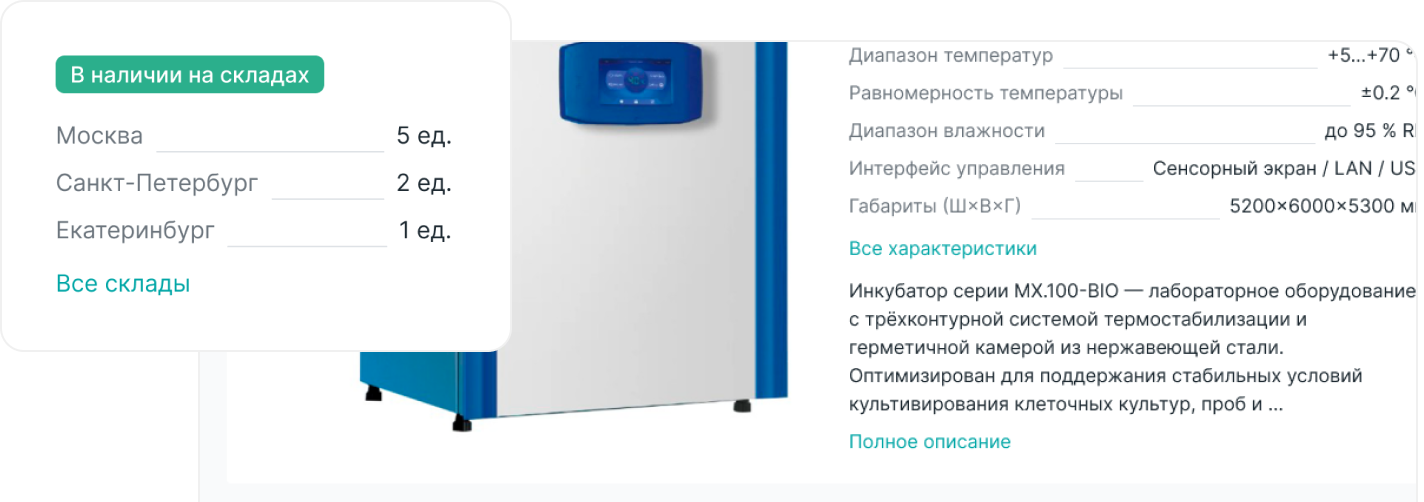 В наличии на складах
Москва 5 ед.
Санкт-Петербург 2 ед.
Екатеринбург 1 ед.
Все склады
Диапазон температур +5...+70 °
Равномерность температуры ±0.2 °
Диапазон влажности до 95 % R
Интерфейс управления Сенсорный экран / LAN / US
Габариты (Ш×В×Г) 5200×6000×5300 м
Все характеристики
Инкубатор серии MX.100-BIO — лабораторное оборудование
с трёхконтурной системой термостабилизации и
герметичной камерой из нержавеющей стали.
Оптимизирован для поддержания стабильных условий
культивирования клеточных культур, проб и ...
Полное описание